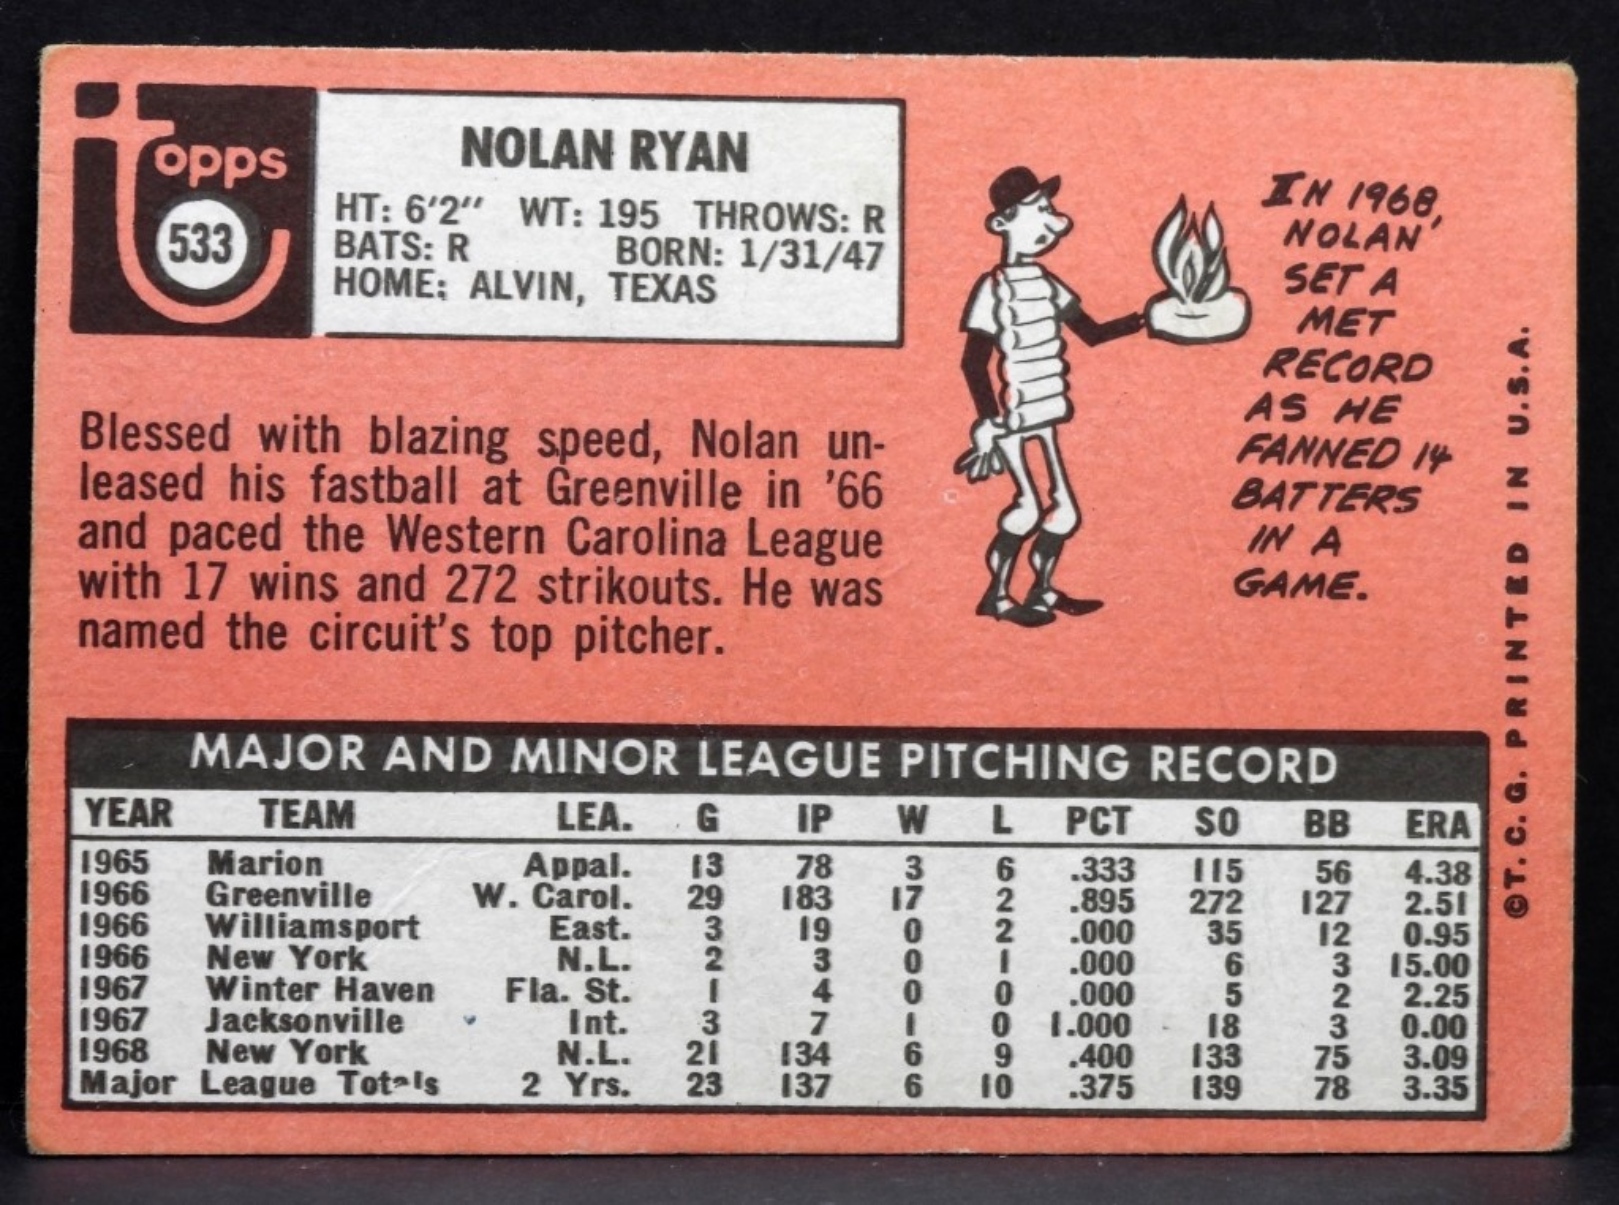 Topps
533
NOLAN RYAN
HT: 6'2" WT: 195 THROWS: R
BATS: R BORN: 1/31/47
HOME: ALVIN, TEXAS
Blessed with blazing speed, Nolan un-
leased his fastball at Greenville in '66
and paced the Western Carolina League
with 17 wins and 272 strikouts. He was
named the circuit's top pitcher.
IN 1968,
NOLAN
SET A
MET
RECORD
AS HE
FANNED 14
BATTERS
IN A
GAME.
©T.C.G. PRINTED IN U.S.A.
MAJOR AND MINOR LEAGUE PITCHING RECORD
YEAR TEAM LEA. G IP W L PCT SO BB ERA
1965 Marion Appal. 13 78 3 6 .333 115 56 4.38
1966 Greenville W. Carol. 29 183 17 2 .895 272 127 2.51
1966 Williamsport East. 3 19 0 2 .000 35 12 0.95
1966 New York N.L. 2 3 0 1 .000 6 3 15.00
1967 Winter Haven Fla. St. 1 4 0 0 .000 5 2 2.25
1967 Jacksonville Int. 3 7 1 0 1.000 18 3 0.00
1968 New York N.L. 21 134 6 9 .400 133 75 3.09
Major League Totals 2 Yrs. 23 137 6 10 .375 139 78 3.35